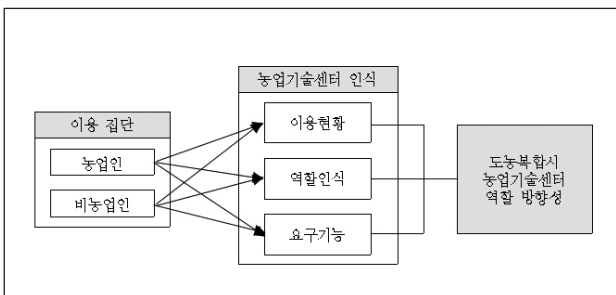 농업기술센터 인식
이용 집단
이용현황
농업인
역할인식
비농업인
요구기능
도농복합시
농업기술센터
역할 방향성